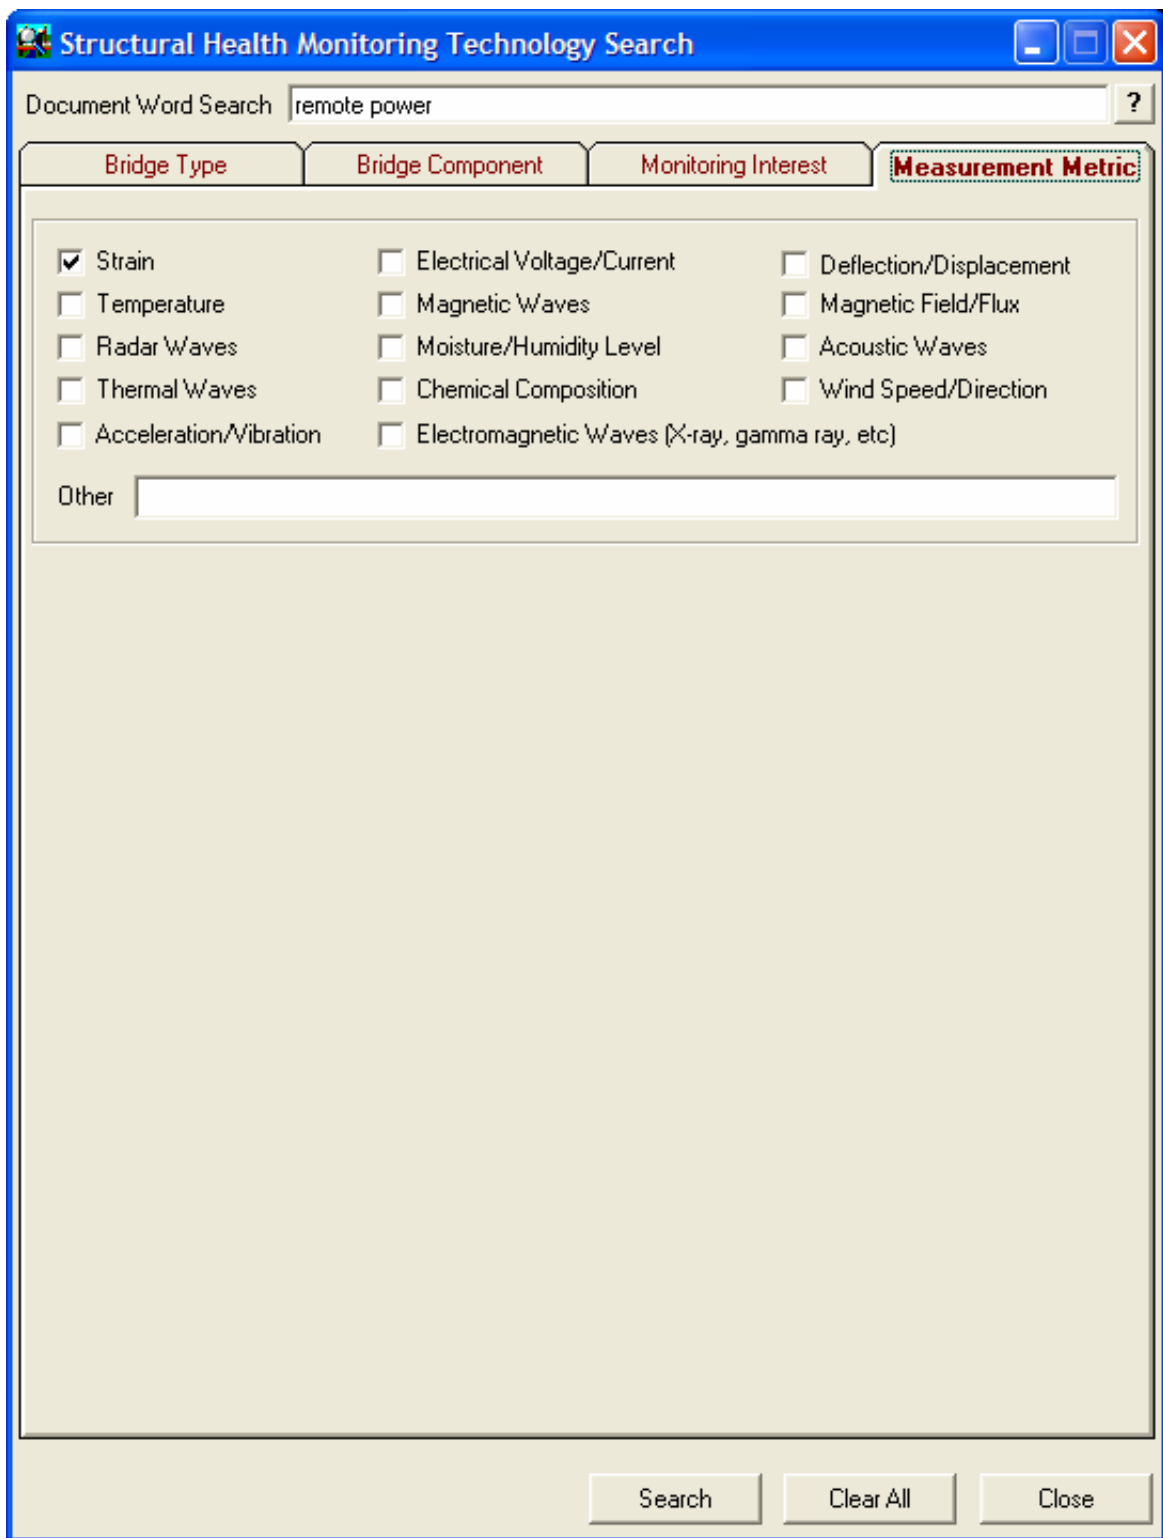 Structural Health Monitoring Technology Search
Document Word Search remote power ?
Bridge Type Bridge Component Monitoring Interest Measurement Metric
Strain Electrical Voltage/Current Deflection/Displacement
Temperature Magnetic Waves Magnetic Field/Flux
Radar Waves Moisture/Humidity Level Acoustic Waves
Thermal Waves Chemical Composition Wind Speed/Direction
Acceleration/Vibration Electromagnetic Waves (X-ray, gamma ray, etc)
Other
Search Clear All Close